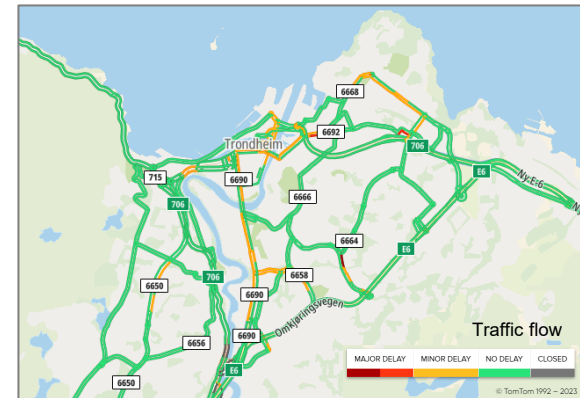 6668
6692
Trondheim
706
715
6690
E6
Ny E 6
6666
706
6664
E6
706
6658
6650
6690
Omkjøringsvegen
6690
6656
E6
6650
Traffic flow
MAJOR DELAY MINOR DELAY NO DELAY CLOSED
© TomTom 1992 – 2023